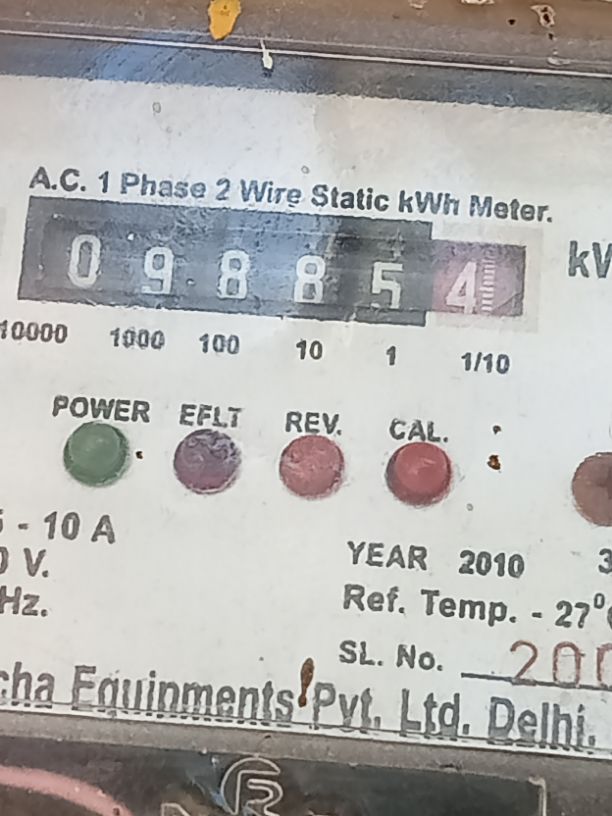 A.C. 1 Phase 2 Wire Static kWh Meter.
0 9 8 8 5 4
10000 1000 100 10 1 1/10
POWER EFLT REV. CAL.
- 10 A
V.
Hz.
YEAR 2010
Ref. Temp. - 27°
SL. No. 200
Equipments Pvt. Ltd. Delhi.